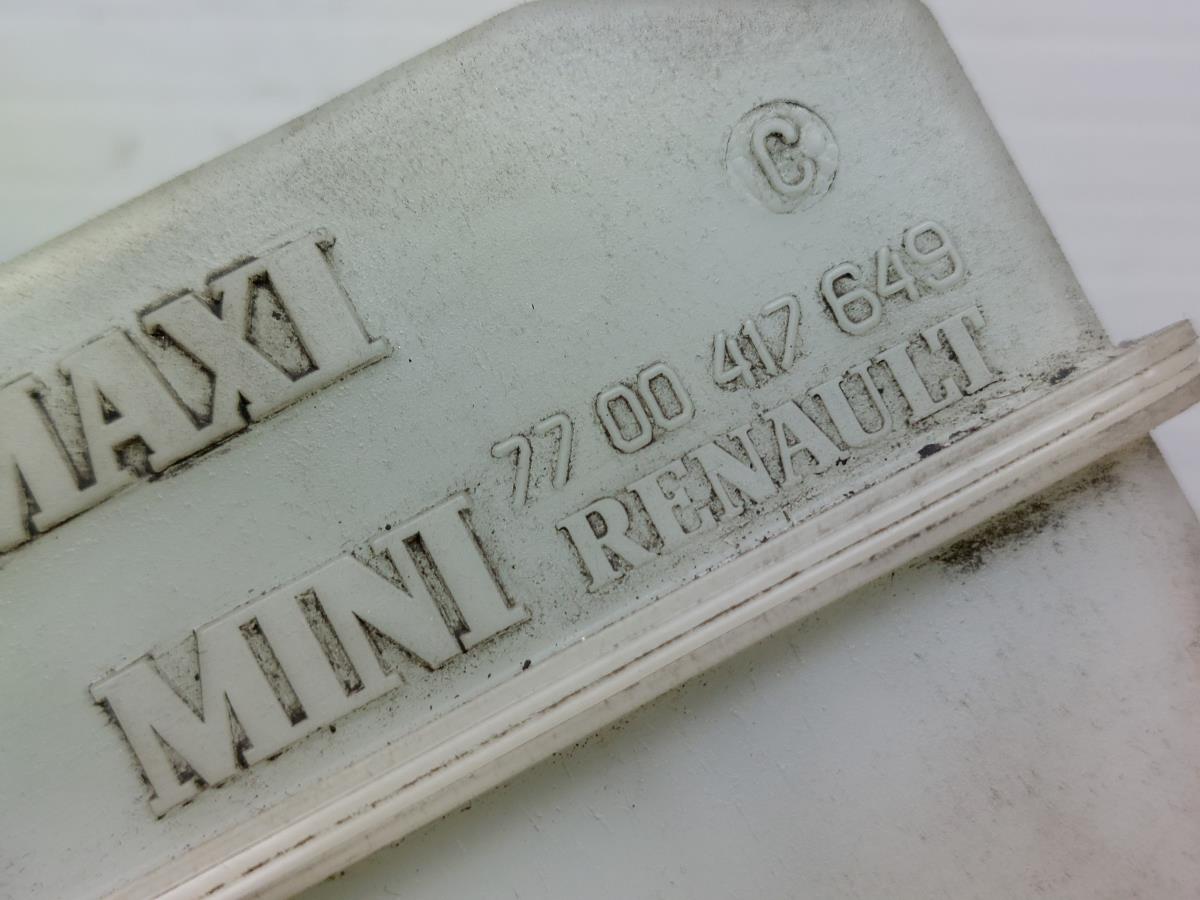 C
MAXI
77 00 417 649
MINI RENAULT